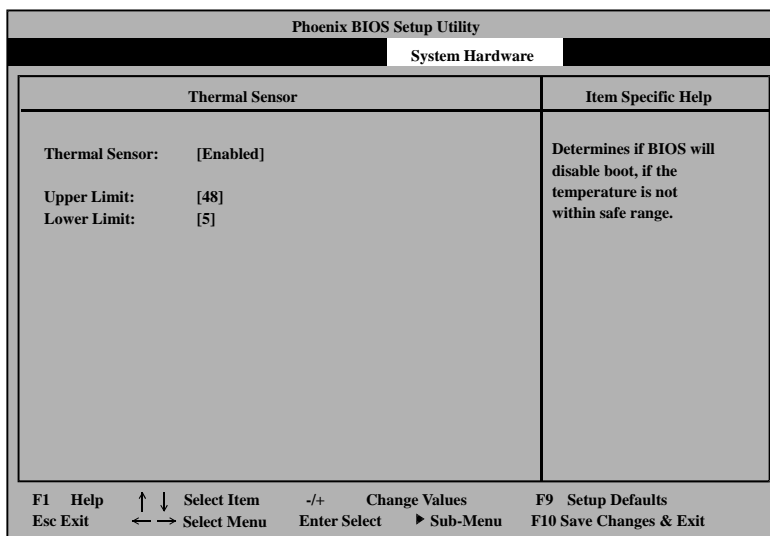 Phoenix BIOS Setup Utility
System Hardware
Thermal Sensor
Item Specific Help
Thermal Sensor: [Enabled]
Upper Limit: [48]
Lower Limit: [5]
Determines if BIOS will
disable boot, if the
temperature is not
within safe range.
F1 Help ↑ ↓ Select Item -/+ Change Values F9 Setup Defaults
Esc Exit ← → Select Menu Enter Select ▶ Sub-Menu F10 Save Changes & Exit